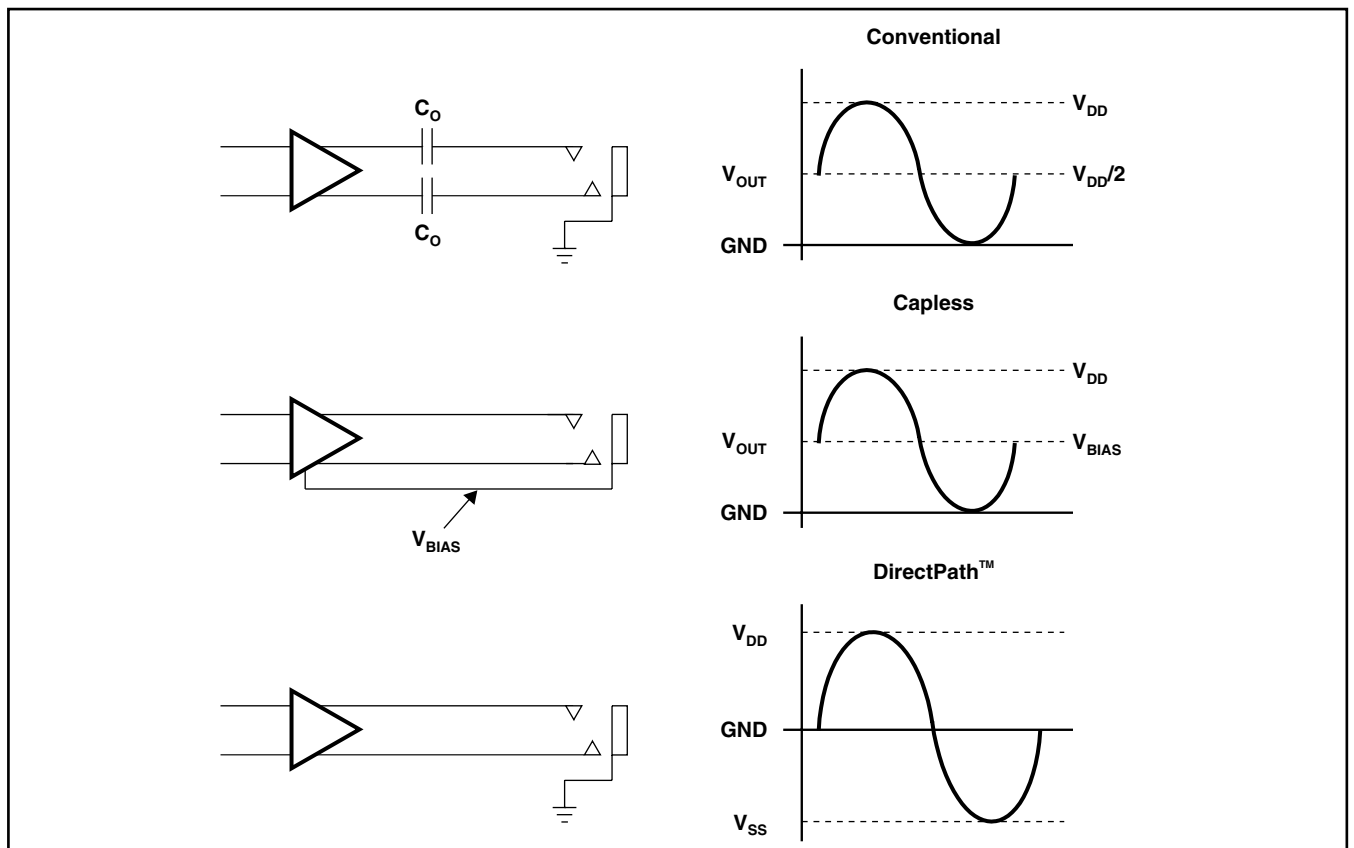 Conventional
C_O
C_O
V_DD
V_OUT
V_DD/2
GND
Capless
V_DD
V_OUT
V_BIAS
GND
V_BIAS
DirectPath™
V_DD
GND
V_SS